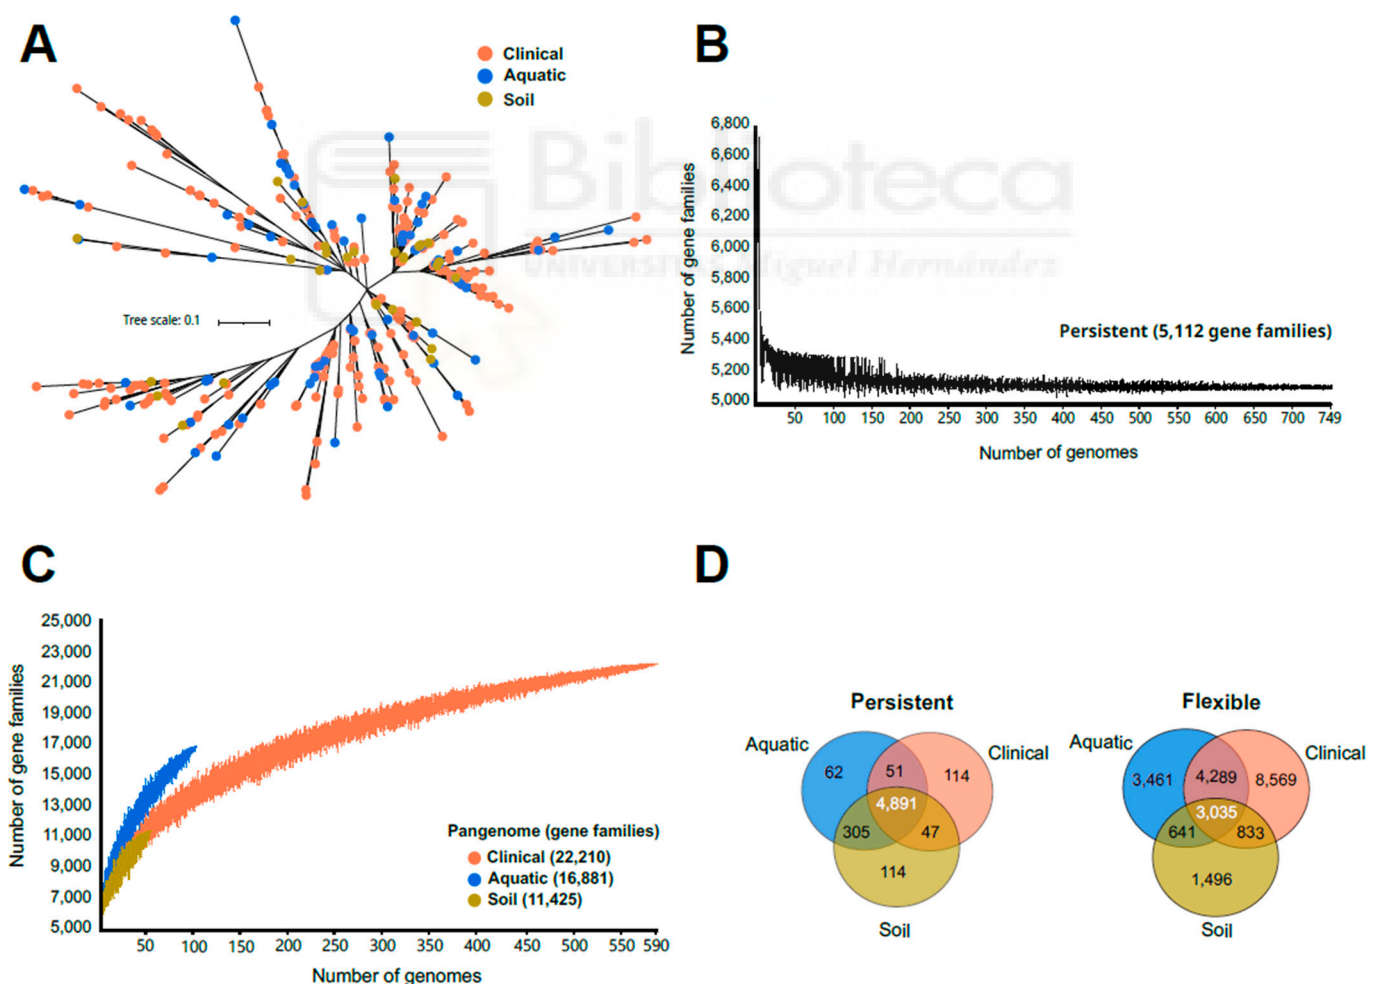 A
Clinical
Aquatic
Soil
Tree scale: 0.1
B
Biblioteca
UNIVERSITAS Miguel Hernández
Number of gene families
6,800
6,600
6,400
6,200
6,000
5,800
5,600
5,400
5,200
5,000
Persistent (5,112 gene families)
50 100 150 200 250 300 350 400 450 500 550 600 650 700 749
Number of genomes
C
Number of gene families
25,000
23,000
21,000
19,000
17,000
15,000
13,000
11,000
9,000
7,000
5,000
Pangenome (gene families)
Clinical (22,210)
Aquatic (16,881)
Soil (11,425)
50 100 150 200 250 300 350 400 450 500 550 590
Number of genomes
D
Persistent
Aquatic
Clinical
62 51 114
4,891
305 47
114
Soil
Flexible
Aquatic
Clinical
3,461 4,289 8,569
3,035
641 833
1,496
Soil